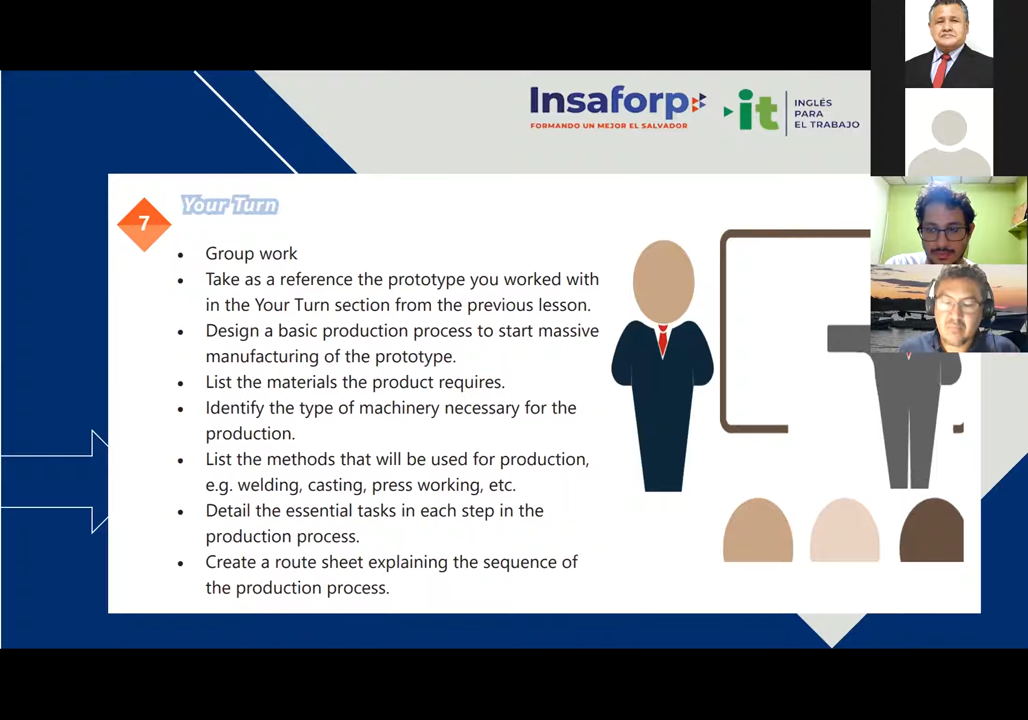 Insaforp
FORMANDO UN MEJOR EL SALVADOR
it
INGLÉS
PARA
EL TRABAJO
7
Your Turn
• Group work
• Take as a reference the prototype you worked with
in the Your Turn section from the previous lesson.
• Design a basic production process to start massive
manufacturing of the prototype.
• List the materials the product requires.
• Identify the type of machinery necessary for the
production.
• List the methods that will be used for production,
e.g. welding, casting, press working, etc.
• Detail the essential tasks in each step in the
production process.
• Create a route sheet explaining the sequence of
the production process.